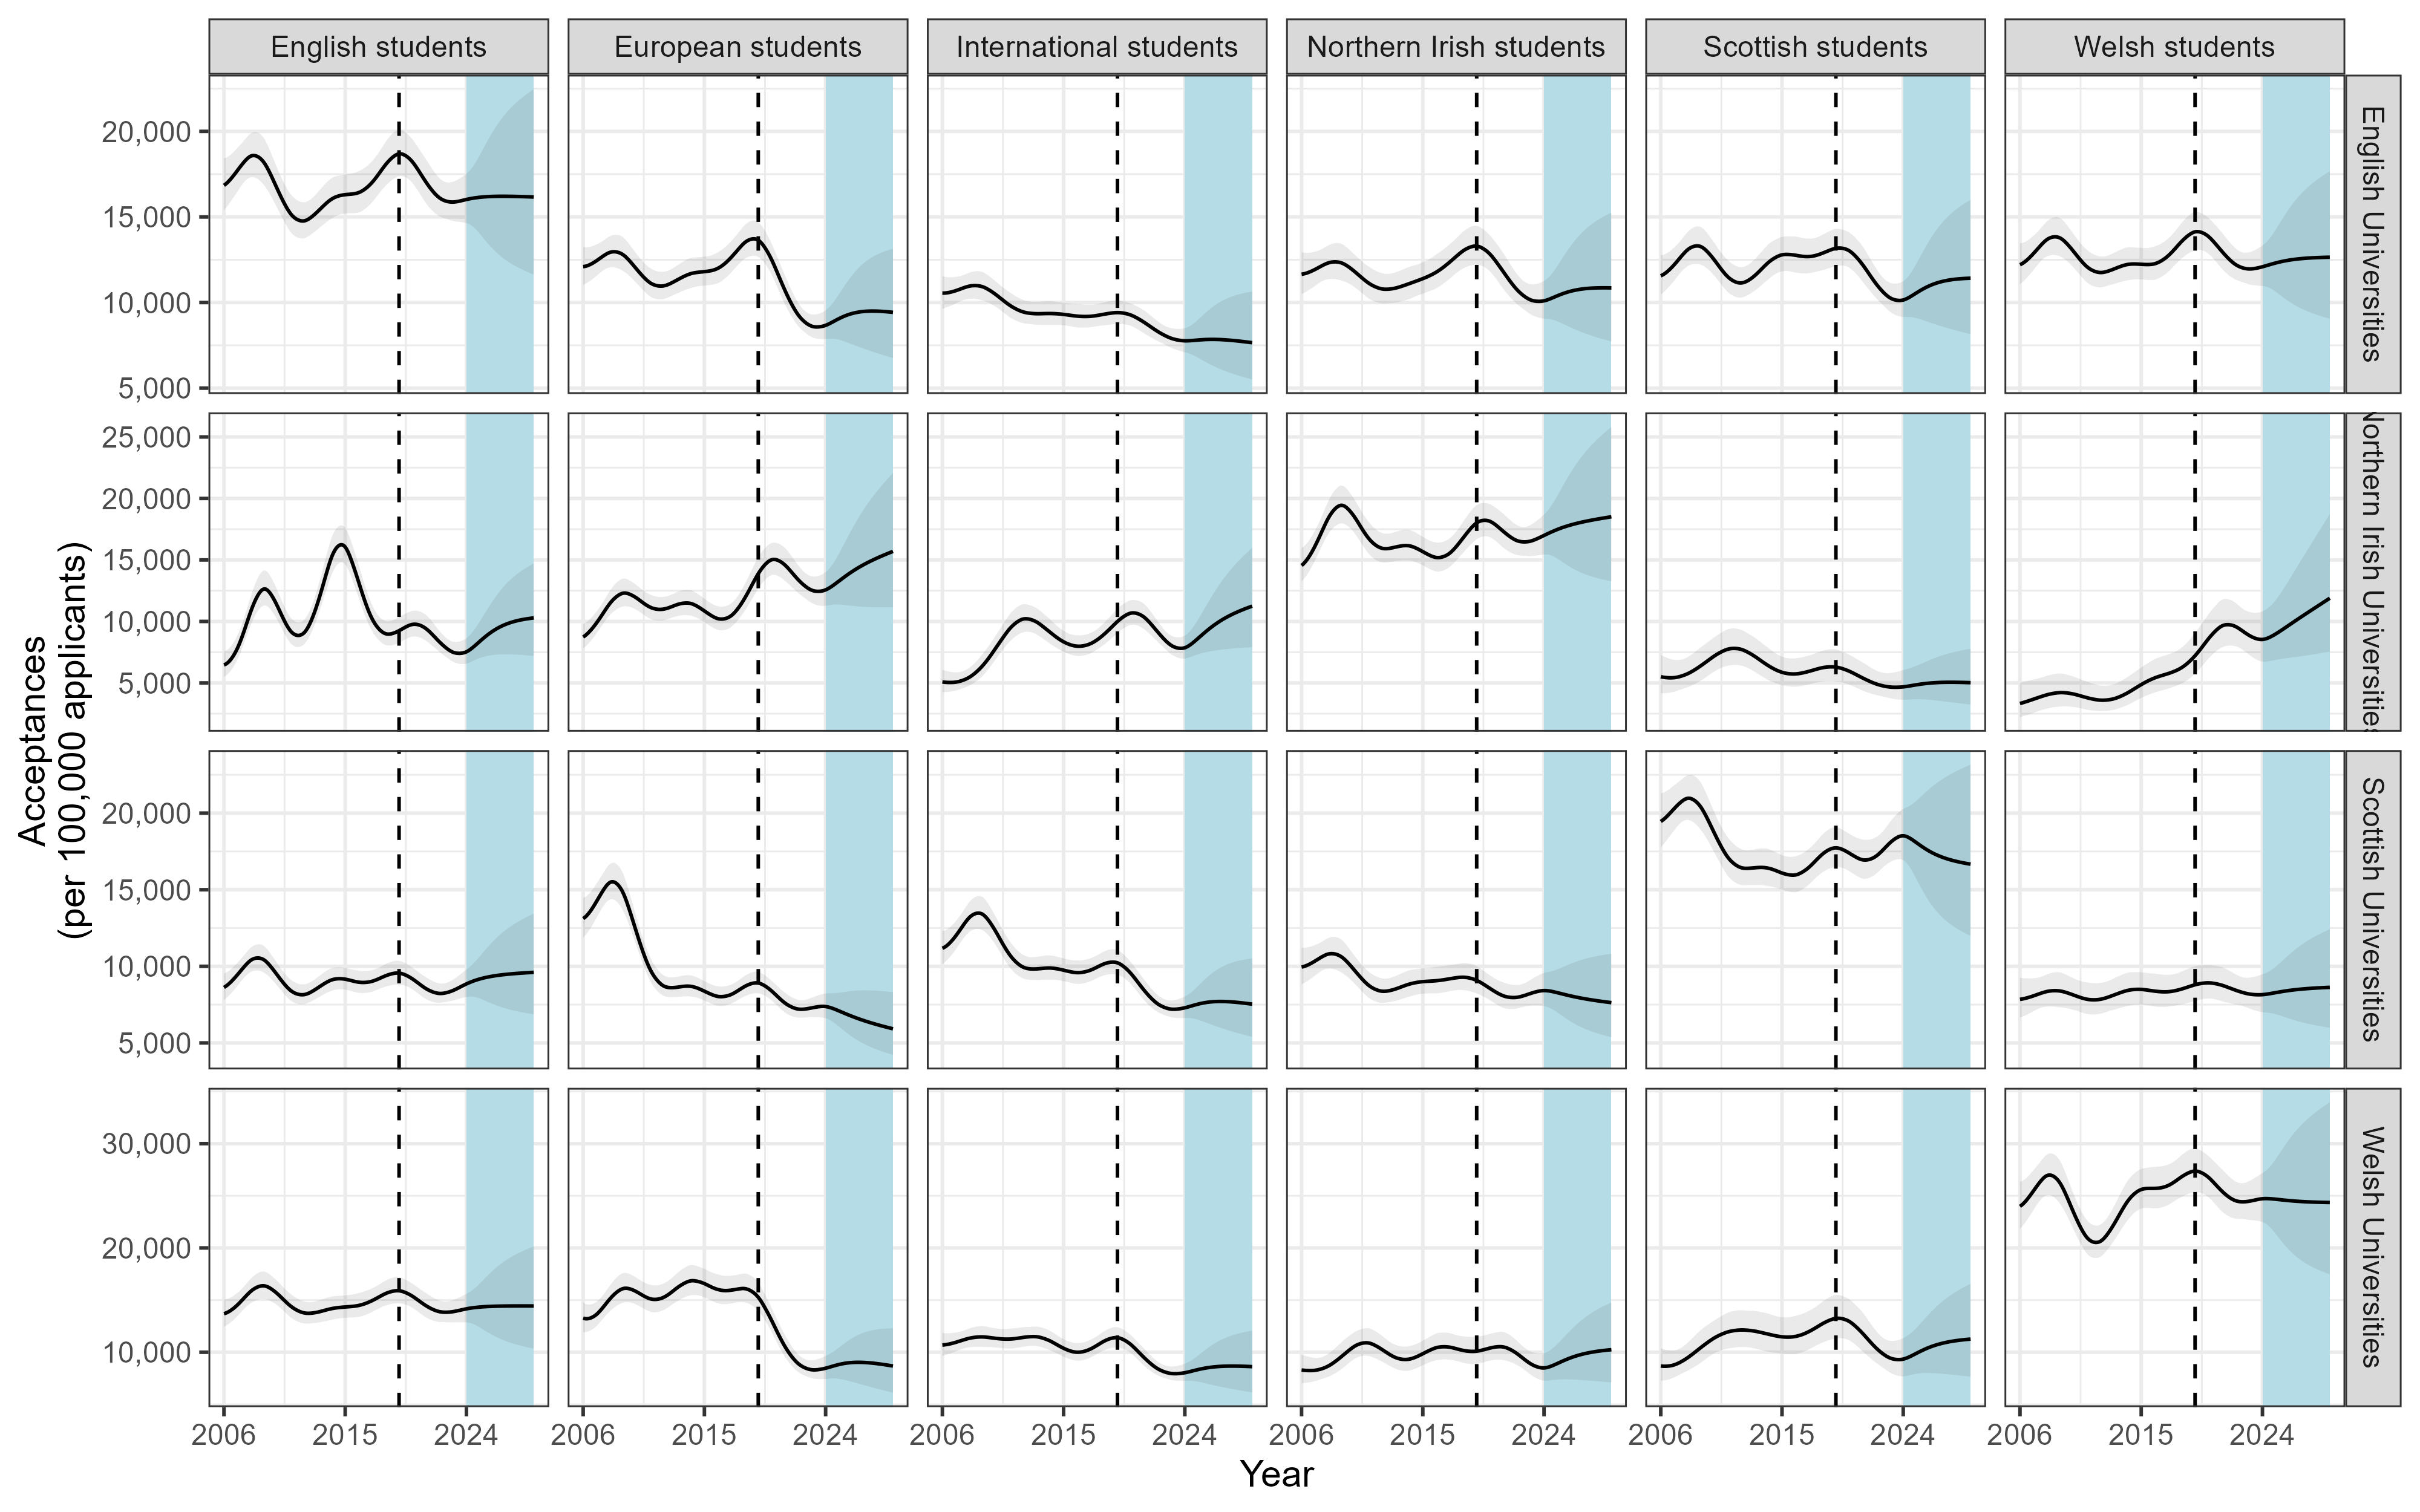 English students
European students
International students
Northern Irish students
Scottish students
Welsh students
20,000
15,000
10,000
5,000
English Universities
25,000
20,000
15,000
10,000
5,000
Northern Irish Universities
20,000
15,000
10,000
5,000
Scottish Universities
30,000
20,000
10,000
Welsh Universities
Acceptances
(per 100,000 applicants)
2006 2015 2024 2006 2015 2024 2006 2015 2024 2006 2015 2024 2006 2015 2024 2006 2015 2024
Year